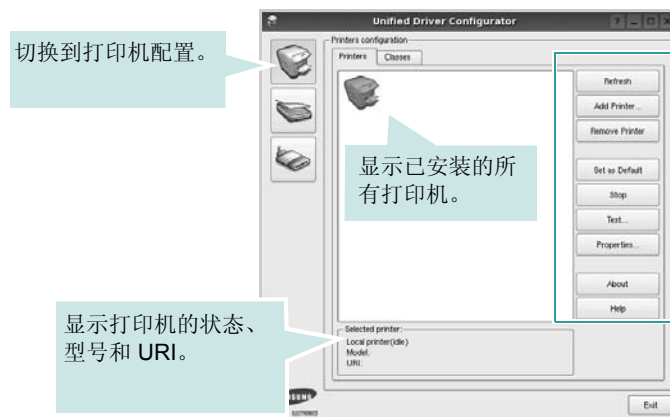 Unified Driver Configurator
切换到打印机配置。
Printers configuration
Printers
Classes
Refresh
Add Printer...
Remove Printer
显示已安装的所
有打印机。
Set as Default
Stop
Test...
Properties...
About
Help
显示打印机的状态、
型号和 URI。
Selected printer:
Local printer(idle)
Model:
URI:
SUNG
ELECTRONICS
Exit